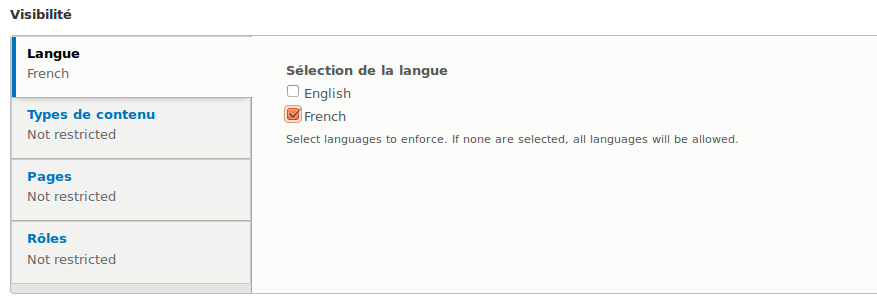 Visibilité
Langue
French
Types de contenu
Not restricted
Pages
Not restricted
Rôles
Not restricted
Sélection de la langue
English
French
Select languages to enforce. If none are selected, all languages will be allowed.